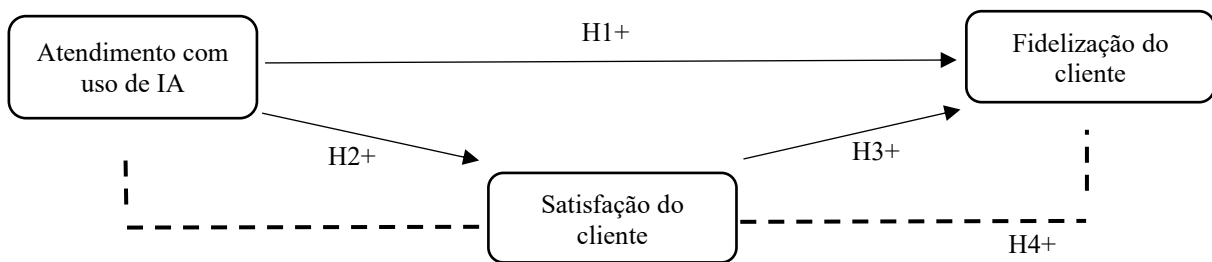 H1+
Atendimento com
uso de IA
Fidelização do
cliente
H2+
H3+
Satisfação do
cliente
H4+